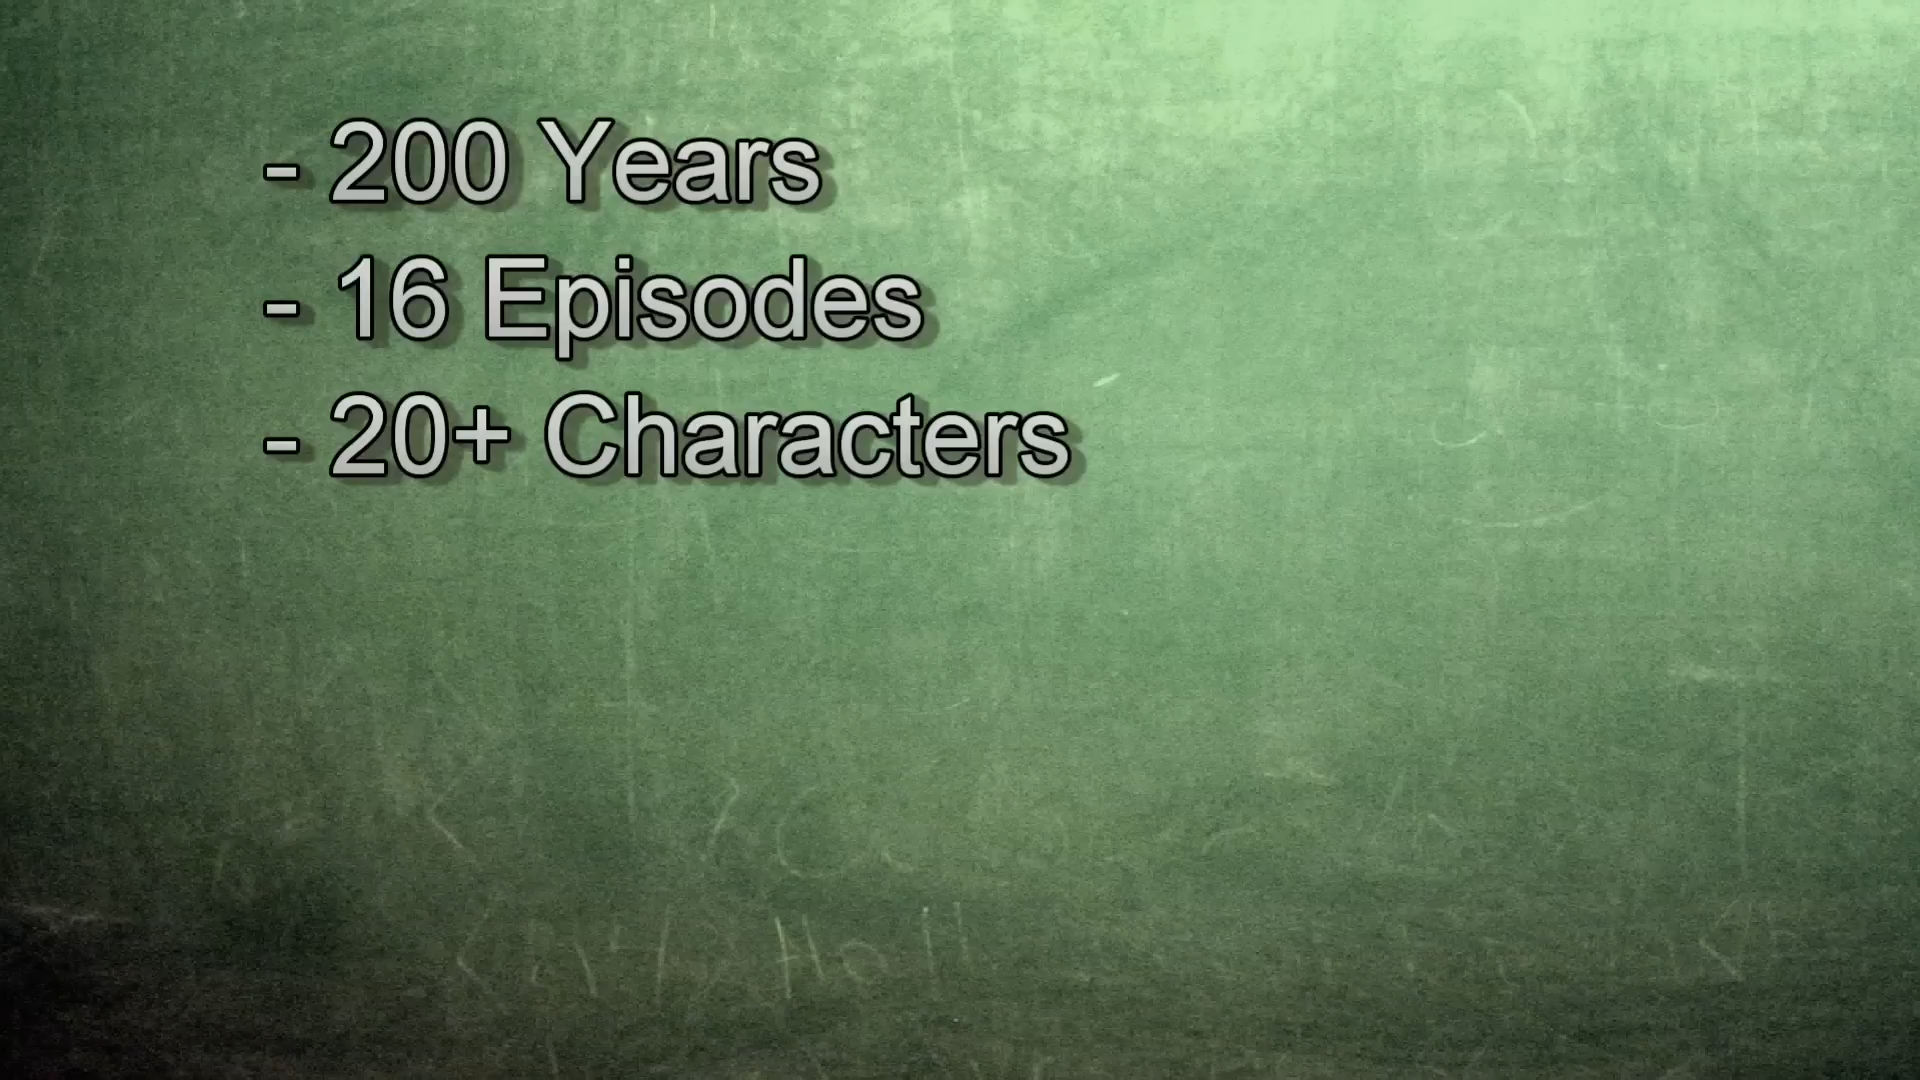 - 200 Years
- 16 Episodes
- 20+ Characters